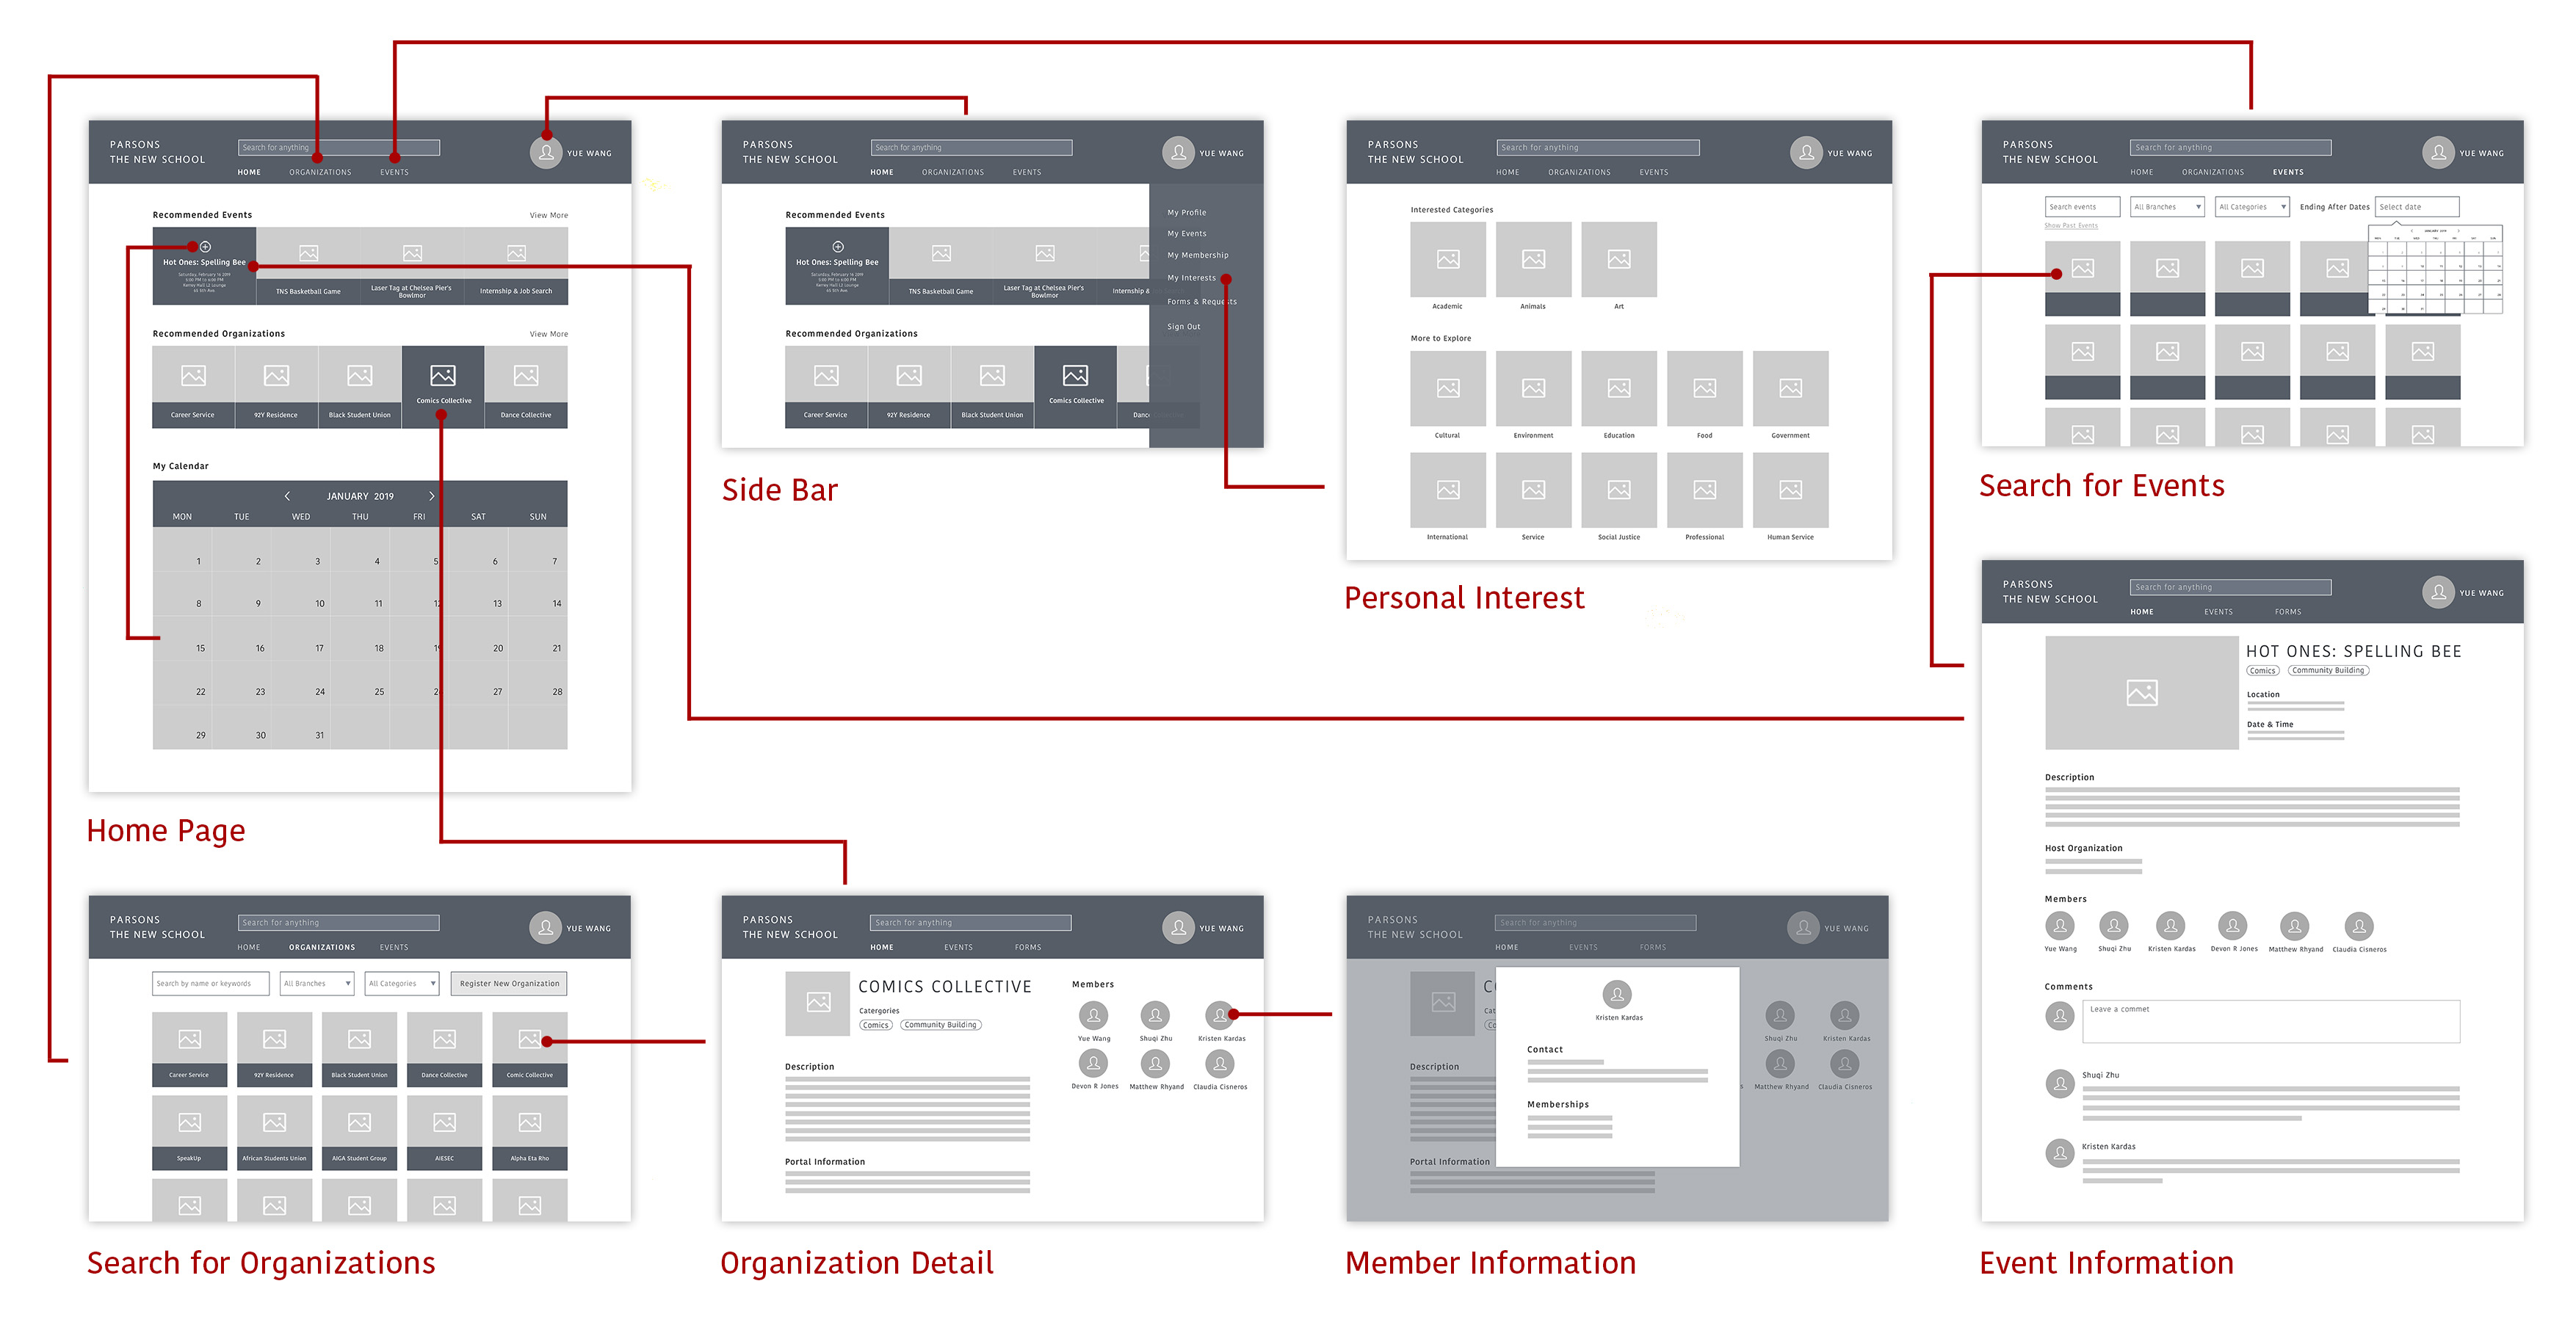 PARSONS
THE NEW SCHOOL
Search for anything
YUE WANG
HOME ORGANIZATIONS EVENTS
Recommended Events View More
Hot Ones: Spelling Bee
Saturday, February 16 2019
5:00 PM to 6:00 PM
65 5th Ave.
TNS Basketball Game
Laser Tag at Chelsea Pier's
Bowlmor
Internship & Job Search
Recommended Organizations View More
Career Service
92Y Residence
Black Student Union
Comics Collective
Dance Collective
My Calendar
< JANUARY 2019 >
MON TUE WED THU FRI SAT SUN
1 2 3 4 5 6 7
8 9 10 11 12 13 14
15 16 17 18 19 20 21
22 23 24 25 26 27 28
29 30 31
Home Page
PARSONS
THE NEW SCHOOL
Search for anything
YUE WANG
HOME ORGANIZATIONS EVENTS
Recommended Events
Hot Ones: Spelling Bee
TNS Basketball Game
Laser Tag at Chelsea Pier's
Bowlmor
Internship &
Recommended Organizations
Career Service
92Y Residence
Black Student Union
Comics Collective
Danc
My Profile
My Events
My Membership
My Interests
Forms & Requests
Sign Out
Side Bar
PARSONS
THE NEW SCHOOL
Search for anything
YUE WANG
HOME ORGANIZATIONS EVENTS
Interested Categories
Academic Animals Art
More to Explore
Cultural Environment Education Food Government
International Service Social Justice Professional Human Service
Personal Interest
PARSONS
THE NEW SCHOOL
Search for anything
YUE WANG
HOME ORGANIZATIONS EVENTS
Search events All Branches All Categories Ending After Dates Select date
Show Past Events
JANUARY 2019
Search for Events
PARSONS
THE NEW SCHOOL
Search for anything
YUE WANG
HOME ORGANIZATIONS EVENTS
Search by name or keywords All Branches All Categories Register New Organization
Career Service 92Y Residence Black Student Union Dance Collective Comic Collective
SpeakUp African Students Union AIGA Student Group AIESEC Alpha Eta Rho
Search for Organizations
PARSONS
THE NEW SCHOOL
Search for anything
YUE WANG
HOME EVENTS FORMS
COMICS COLLECTIVE
Catergories
Comics Community Building
Description
Portal Information
Members
Yue Wang Shuqi Zhu Kristen Kardas
Devon R Jones Matthew Rhyand Claudia Cisneros
Organization Detail
PARSONS
THE NEW SCHOOL
Search for anything
YUE WANG
HOME EVENTS FORMS
C
Cat
Co
Description
Portal Information
Kristen Kardas
Contact
Memberships
Shuqi Zhu Kristen Kardas
s Matthew Rhyand Claudia Cisneros
Member Information
PARSONS
THE NEW SCHOOL
Search for anything
YUE WANG
HOME EVENTS FORMS
HOT ONES: SPELLING BEE
Comics Community Building
Location
Date & Time
Description
Host Organization
Members
Yue Wang Shuqi Zhu Kristen Kardas Devon R Jones Matthew Rhyand Claudia Cisneros
Comments
Leave a commet
Shuqi Zhu
Kristen Kardas
Event Information